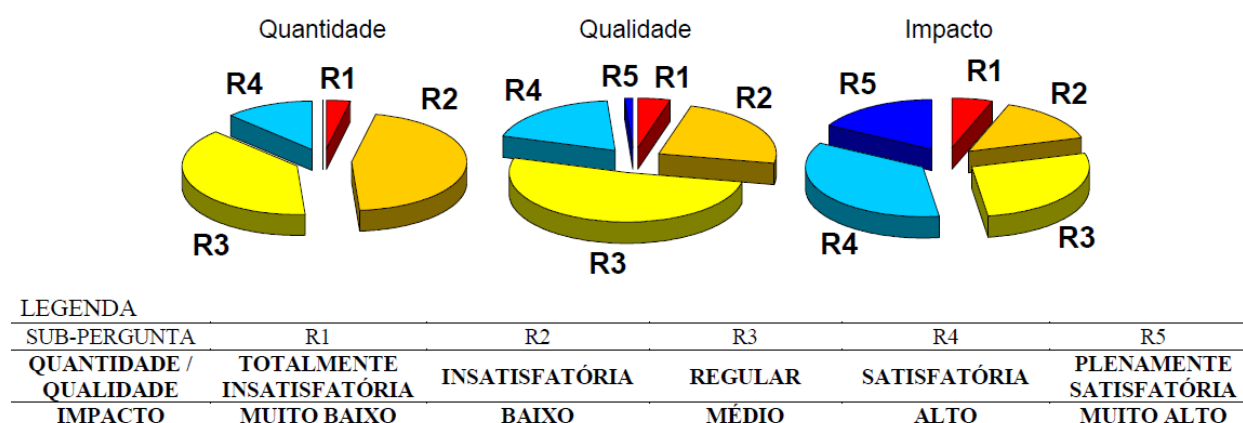 Quantidade Qualidade Impacto
R4 R1 R2 R3
R4 R5 R1 R2 R3
R5 R1 R2 R4 R3
LEGENDA
SUB-PERGUNTA R1 R2 R3 R4 R5
QUANTIDADE / QUALIDADE TOTALMENTE INSATISFATÓRIA INSATISFATÓRIA REGULAR SATISFATÓRIA PLENAMENTE SATISFATÓRIA
IMPACTO MUITO BAIXO BAIXO MÉDIO ALTO MUITO ALTO